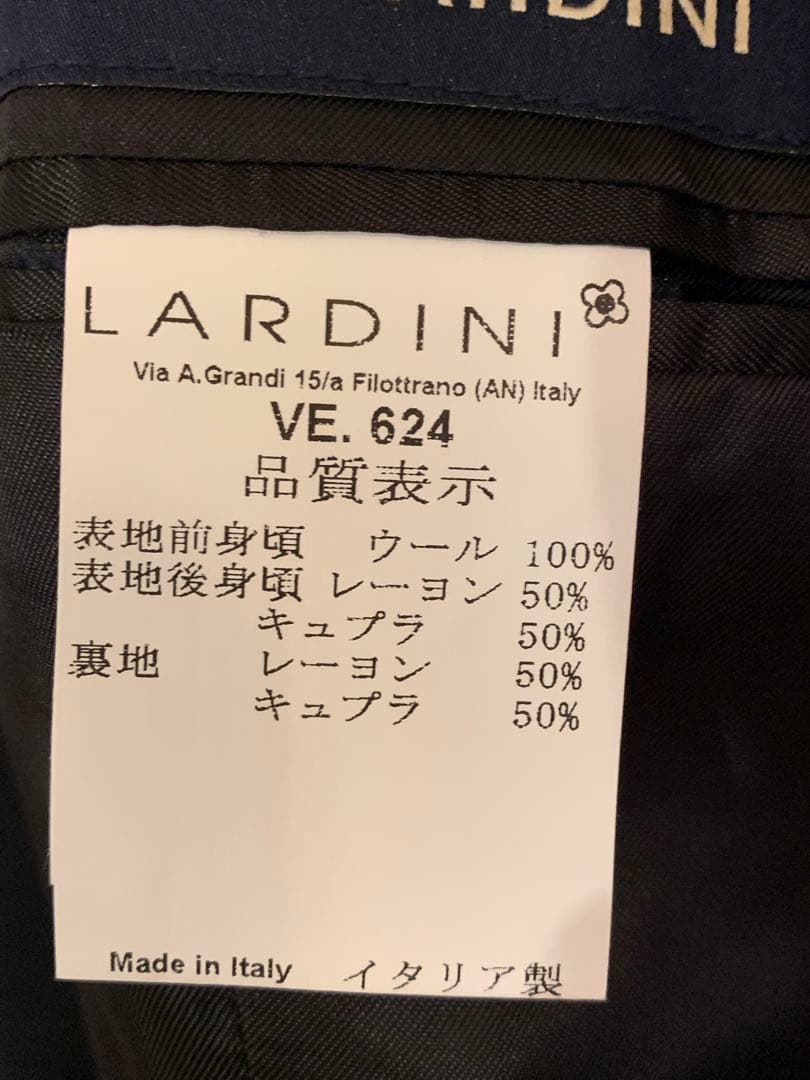 LARDINI
Via A.Grandi 15/a Filottrano (AN) Italy
VE. 624
品質表示
表地前身頃 ウール 100%
表地後身頃 レーヨン 50%
キュプラ 50%
裏地 レーヨン 50%
キュプラ 50%
Made in Italy イタリア製